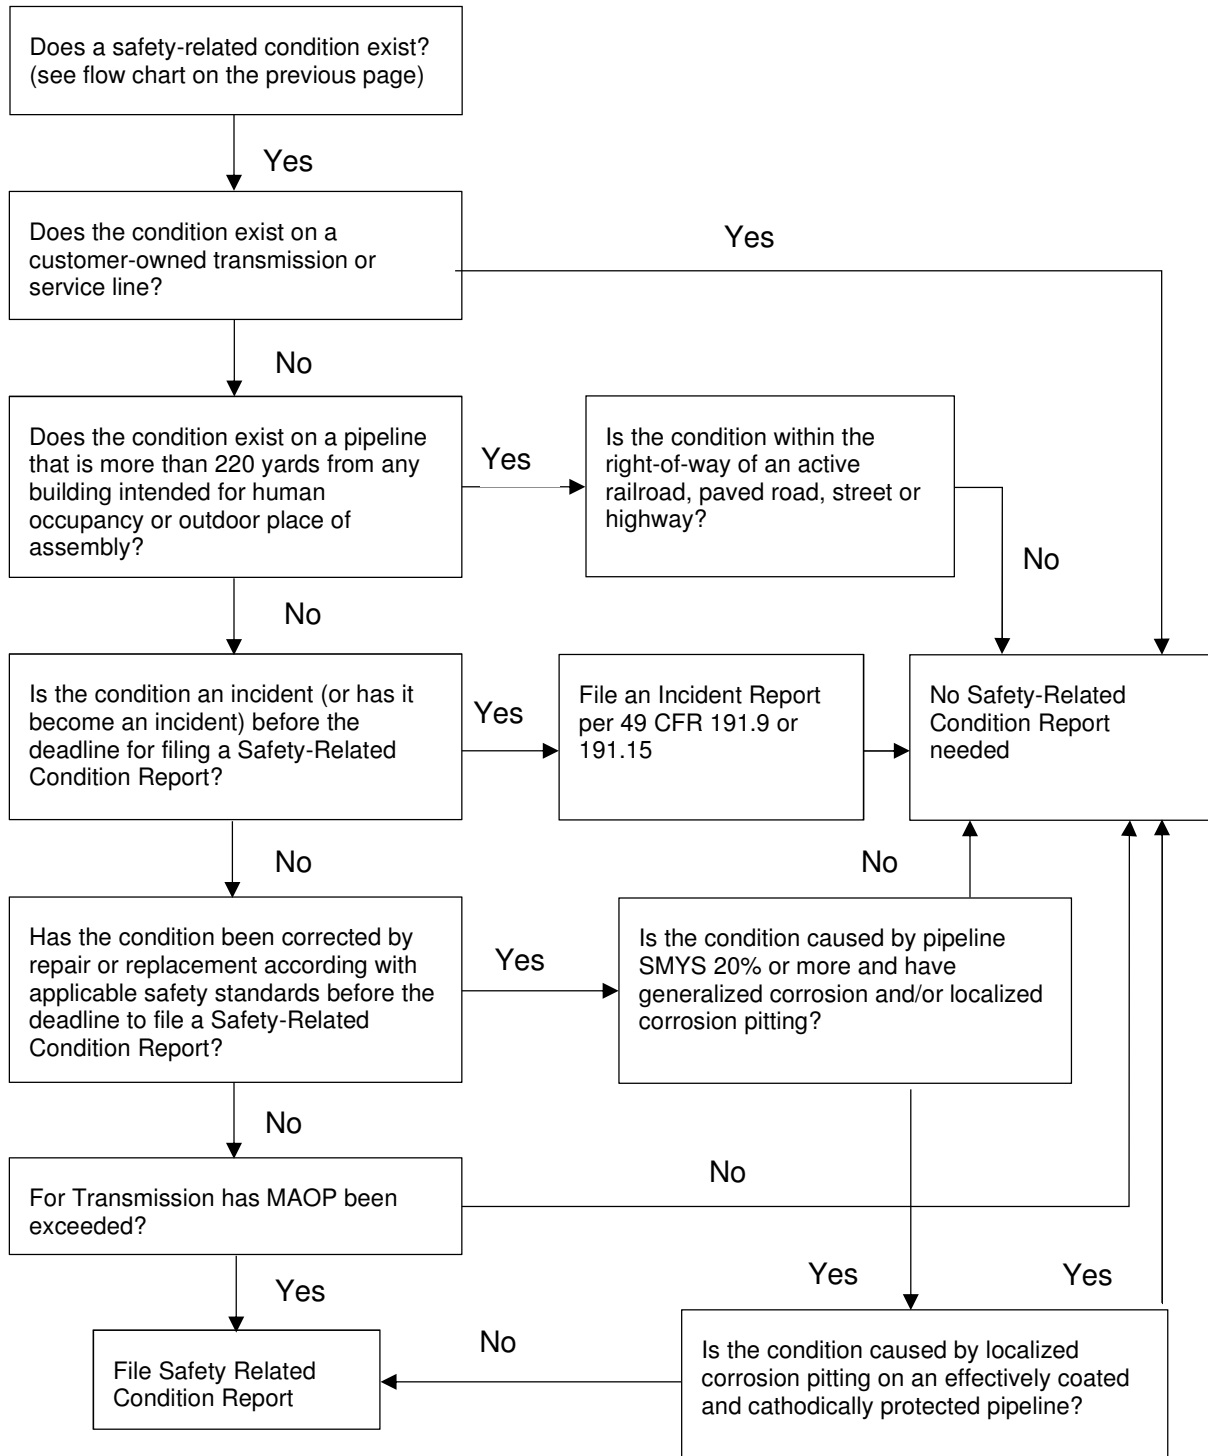 Does a safety-related condition exist?
(see flow chart on the previous page)
Yes
Does the condition exist on a
customer-owned transmission or
service line?
Yes
No
Does the condition exist on a pipeline
that is more than 220 yards from any
building intended for human
occupancy or outdoor place of
assembly?
Yes
Is the condition within the
right-of-way of an active
railroad, paved road, street or
highway?
No
No
Is the condition an incident (or has it
become an incident) before the
deadline for filing a Safety-Related
Condition Report?
Yes
File an Incident Report
per 49 CFR 191.9 or
191.15
No Safety-Related
Condition Report
needed
No
No
Has the condition been corrected by
repair or replacement according with
applicable safety standards before the
deadline to file a Safety-Related
Condition Report?
Yes
Is the condition caused by pipeline
SMYS 20% or more and have
generalized corrosion and/or localized
corrosion pitting?
No
For Transmission has MAOP been
exceeded?
No
Yes
Yes
Yes
File Safety Related
Condition Report
No
Is the condition caused by localized
corrosion pitting on an effectively coated
and cathodically protected pipeline?